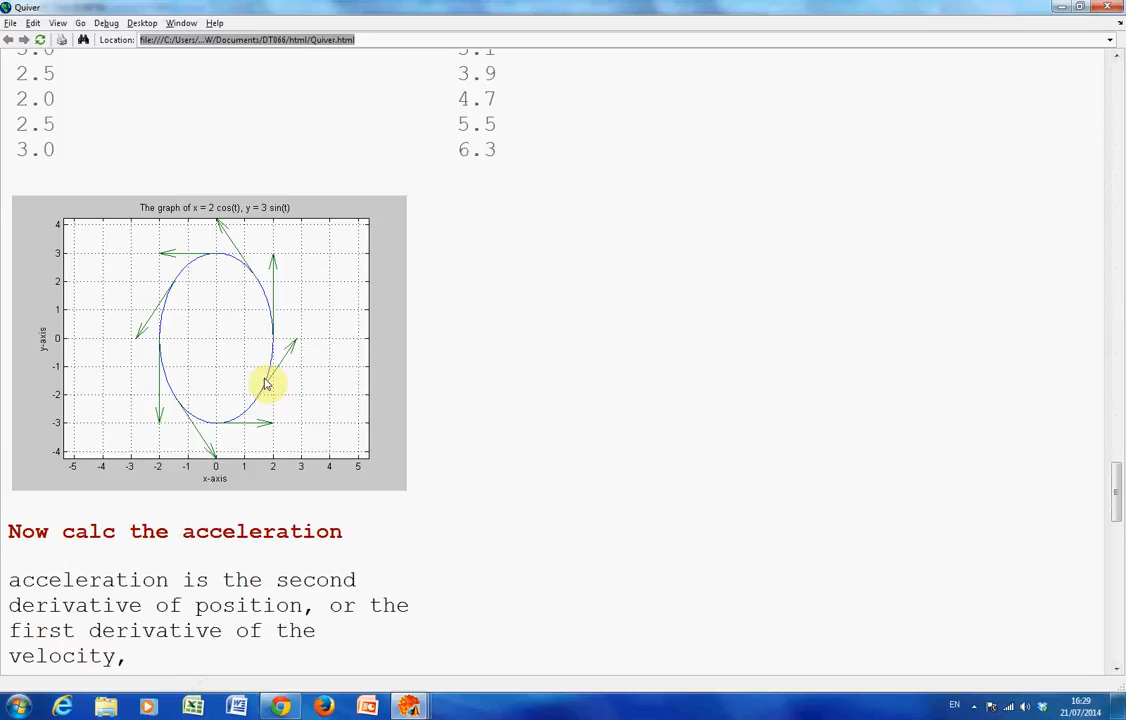 Quiver
File Edit View Go Debug Desktop Window Help
Location: file:///C:/Users/...W/Documents/DT066/html/Quiver.html
3.0 3.1
2.5 3.9
2.0 4.7
2.5 5.5
3.0 6.3
The graph of x = 2 cos(t), y = 3 sin(t)
4
3
2
1
0
-1
-2
-3
-4
y-axis
-5 -4 -3 -2 -1 0 1 2 3 4 5
x-axis
Now calc the acceleration
acceleration is the second
derivative of position, or the
first derivative of the
velocity,
EN 16:29
21/07/2014